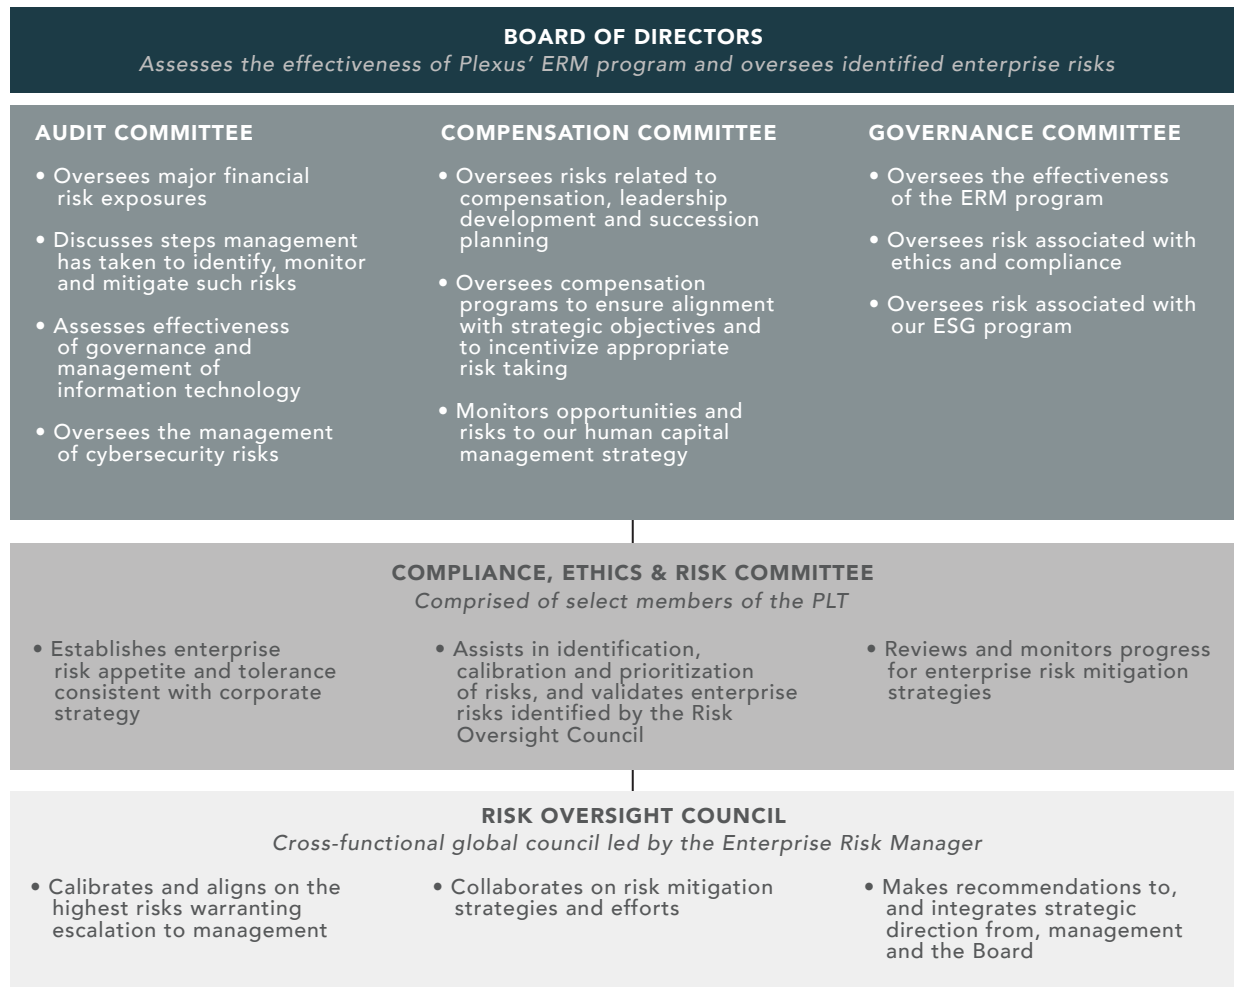 BOARD OF DIRECTORS
Assesses the effectiveness of Plexus’ ERM program and oversees identified enterprise risks
AUDIT COMMITTEE
• Oversees major financial
risk exposures
• Discusses steps management
has taken to identify, monitor
and mitigate such risks
• Assesses effectiveness
of governance and
management of
information technology
• Oversees the management
of cybersecurity risks
COMPENSATION COMMITTEE
• Oversees risks related to
compensation, leadership
development and succession
planning
• Oversees compensation
programs to ensure alignment
with strategic objectives and
to incentivize appropriate
risk taking
• Monitors opportunities and
risks to our human capital
management strategy
GOVERNANCE COMMITTEE
• Oversees the effectiveness
of the ERM program
• Oversees risk associated with
ethics and compliance
• Oversees risk associated with
our ESG program
COMPLIANCE, ETHICS & RISK COMMITTEE
Comprised of select members of the PLT
• Establishes enterprise
risk appetite and tolerance
consistent with corporate
strategy
• Assists in identification,
calibration and prioritization
of risks, and validates enterprise
risks identified by the Risk
Oversight Council
• Reviews and monitors progress
for enterprise risk mitigation
strategies
RISK OVERSIGHT COUNCIL
Cross-functional global council led by the Enterprise Risk Manager
• Calibrates and aligns on the
highest risks warranting
escalation to management
• Collaborates on risk mitigation
strategies and efforts
• Makes recommendations to,
and integrates strategic
direction from, management
and the Board